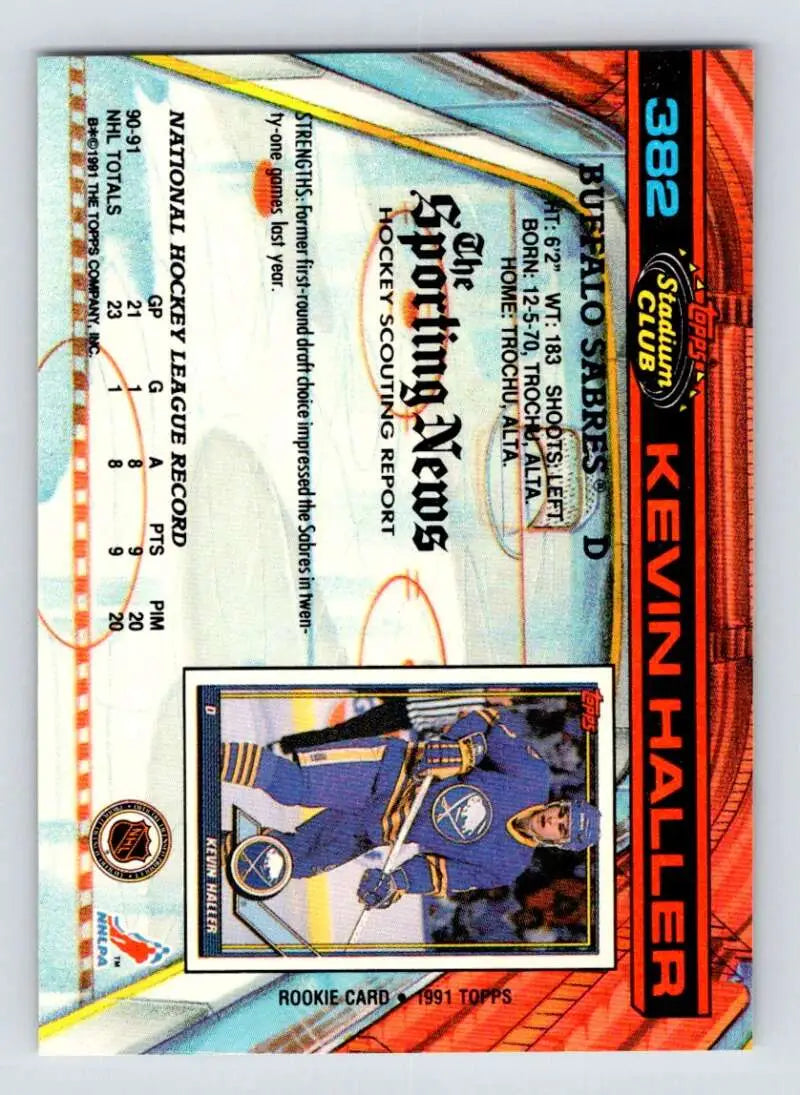 382 topps Stadium CLUB KEVIN HALLER
BUFFALO SABRES® D
HT: 6'2" WT: 183 SHOOTS: LEFT
BORN: 12-5-70, TROCHU, ALTA.
HOME: TROCHU, ALTA.
The
Sporting News
HOCKEY SCOUTING REPORT
STRENGTHS: Former first-round draft choice impressed the Sabres in twen-
ty-one games last year.
NATIONAL HOCKEY LEAGUE RECORD
GP G A PTS PIM
90-91 21 1 8 9 20
NHL TOTALS 23 1 8 9 20
B*©1991 THE TOPPS COMPANY, INC.
topps
D
KEVIN HALLER
ROOKIE CARD • 1991 TOPPS
NHL
NHLPA™